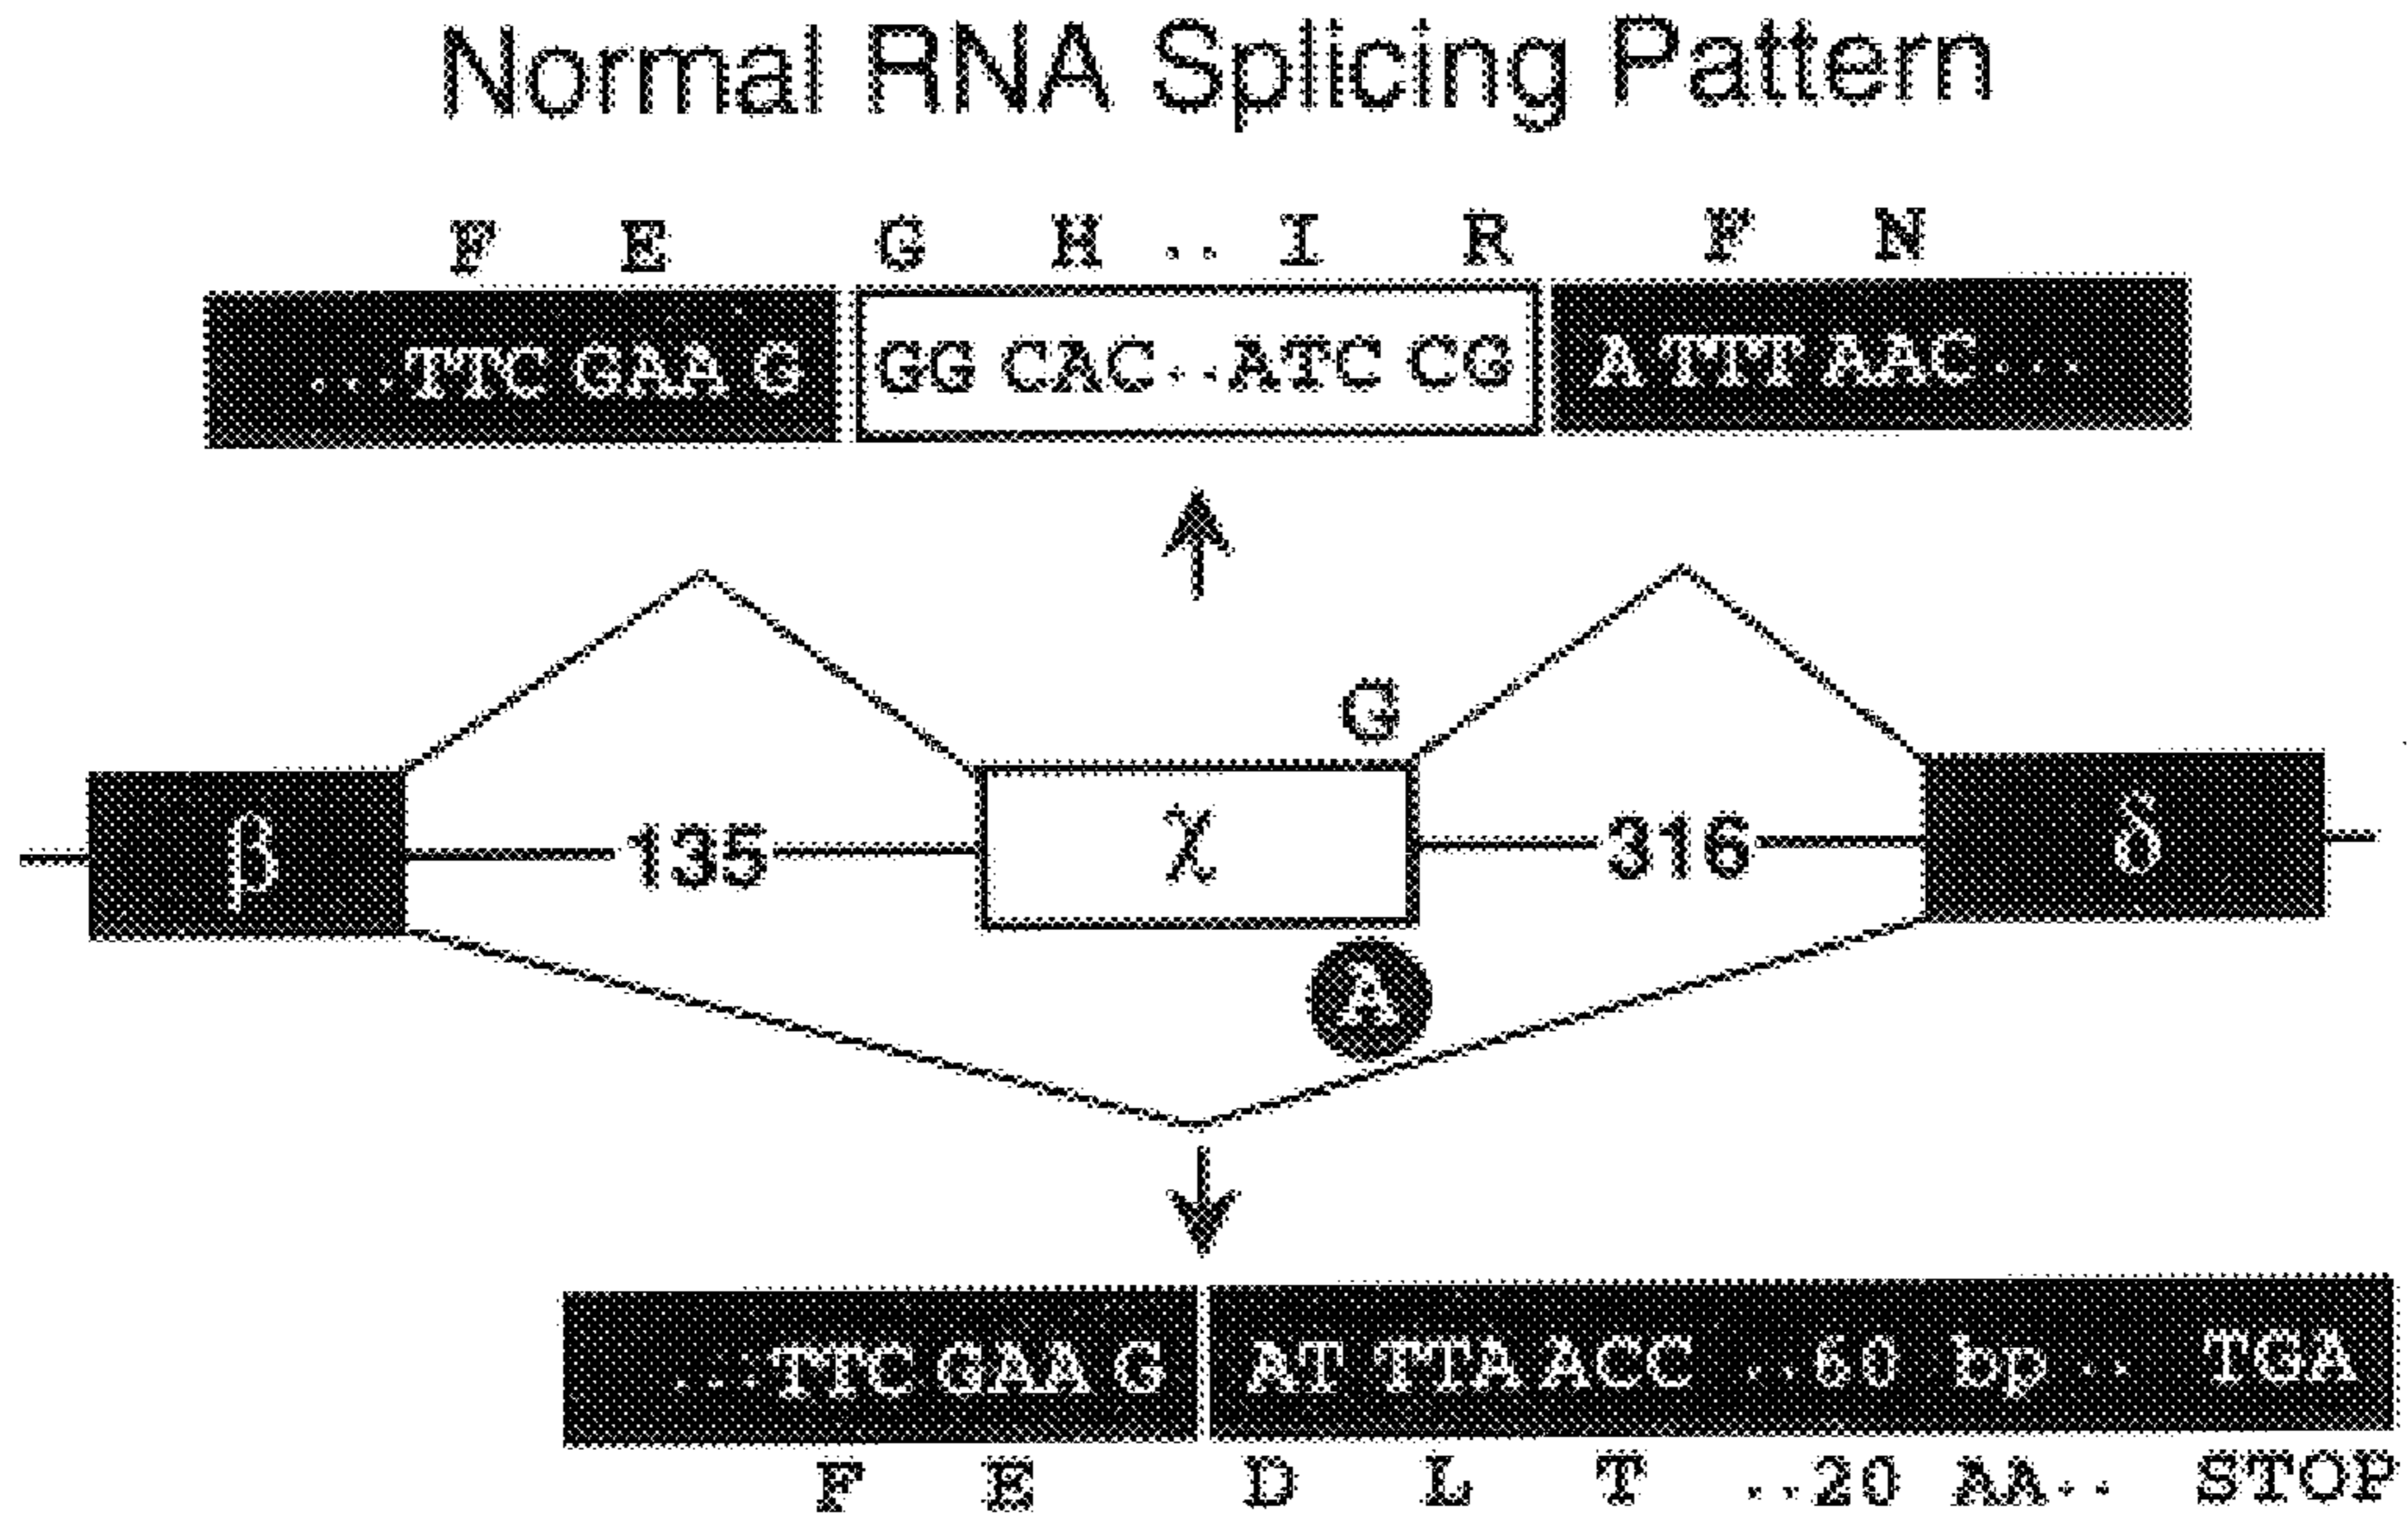 Normal RNA Splicing Pattern
F E G H .. I R F N
...TTC GAA G GG CAC..ATC CG A TTT AAC...
G
β 135 χ 316 δ
A
...TTC GAA G AT TTA ACC ..60 bp.. TGA
F E D L T ..20 AA.. STOP